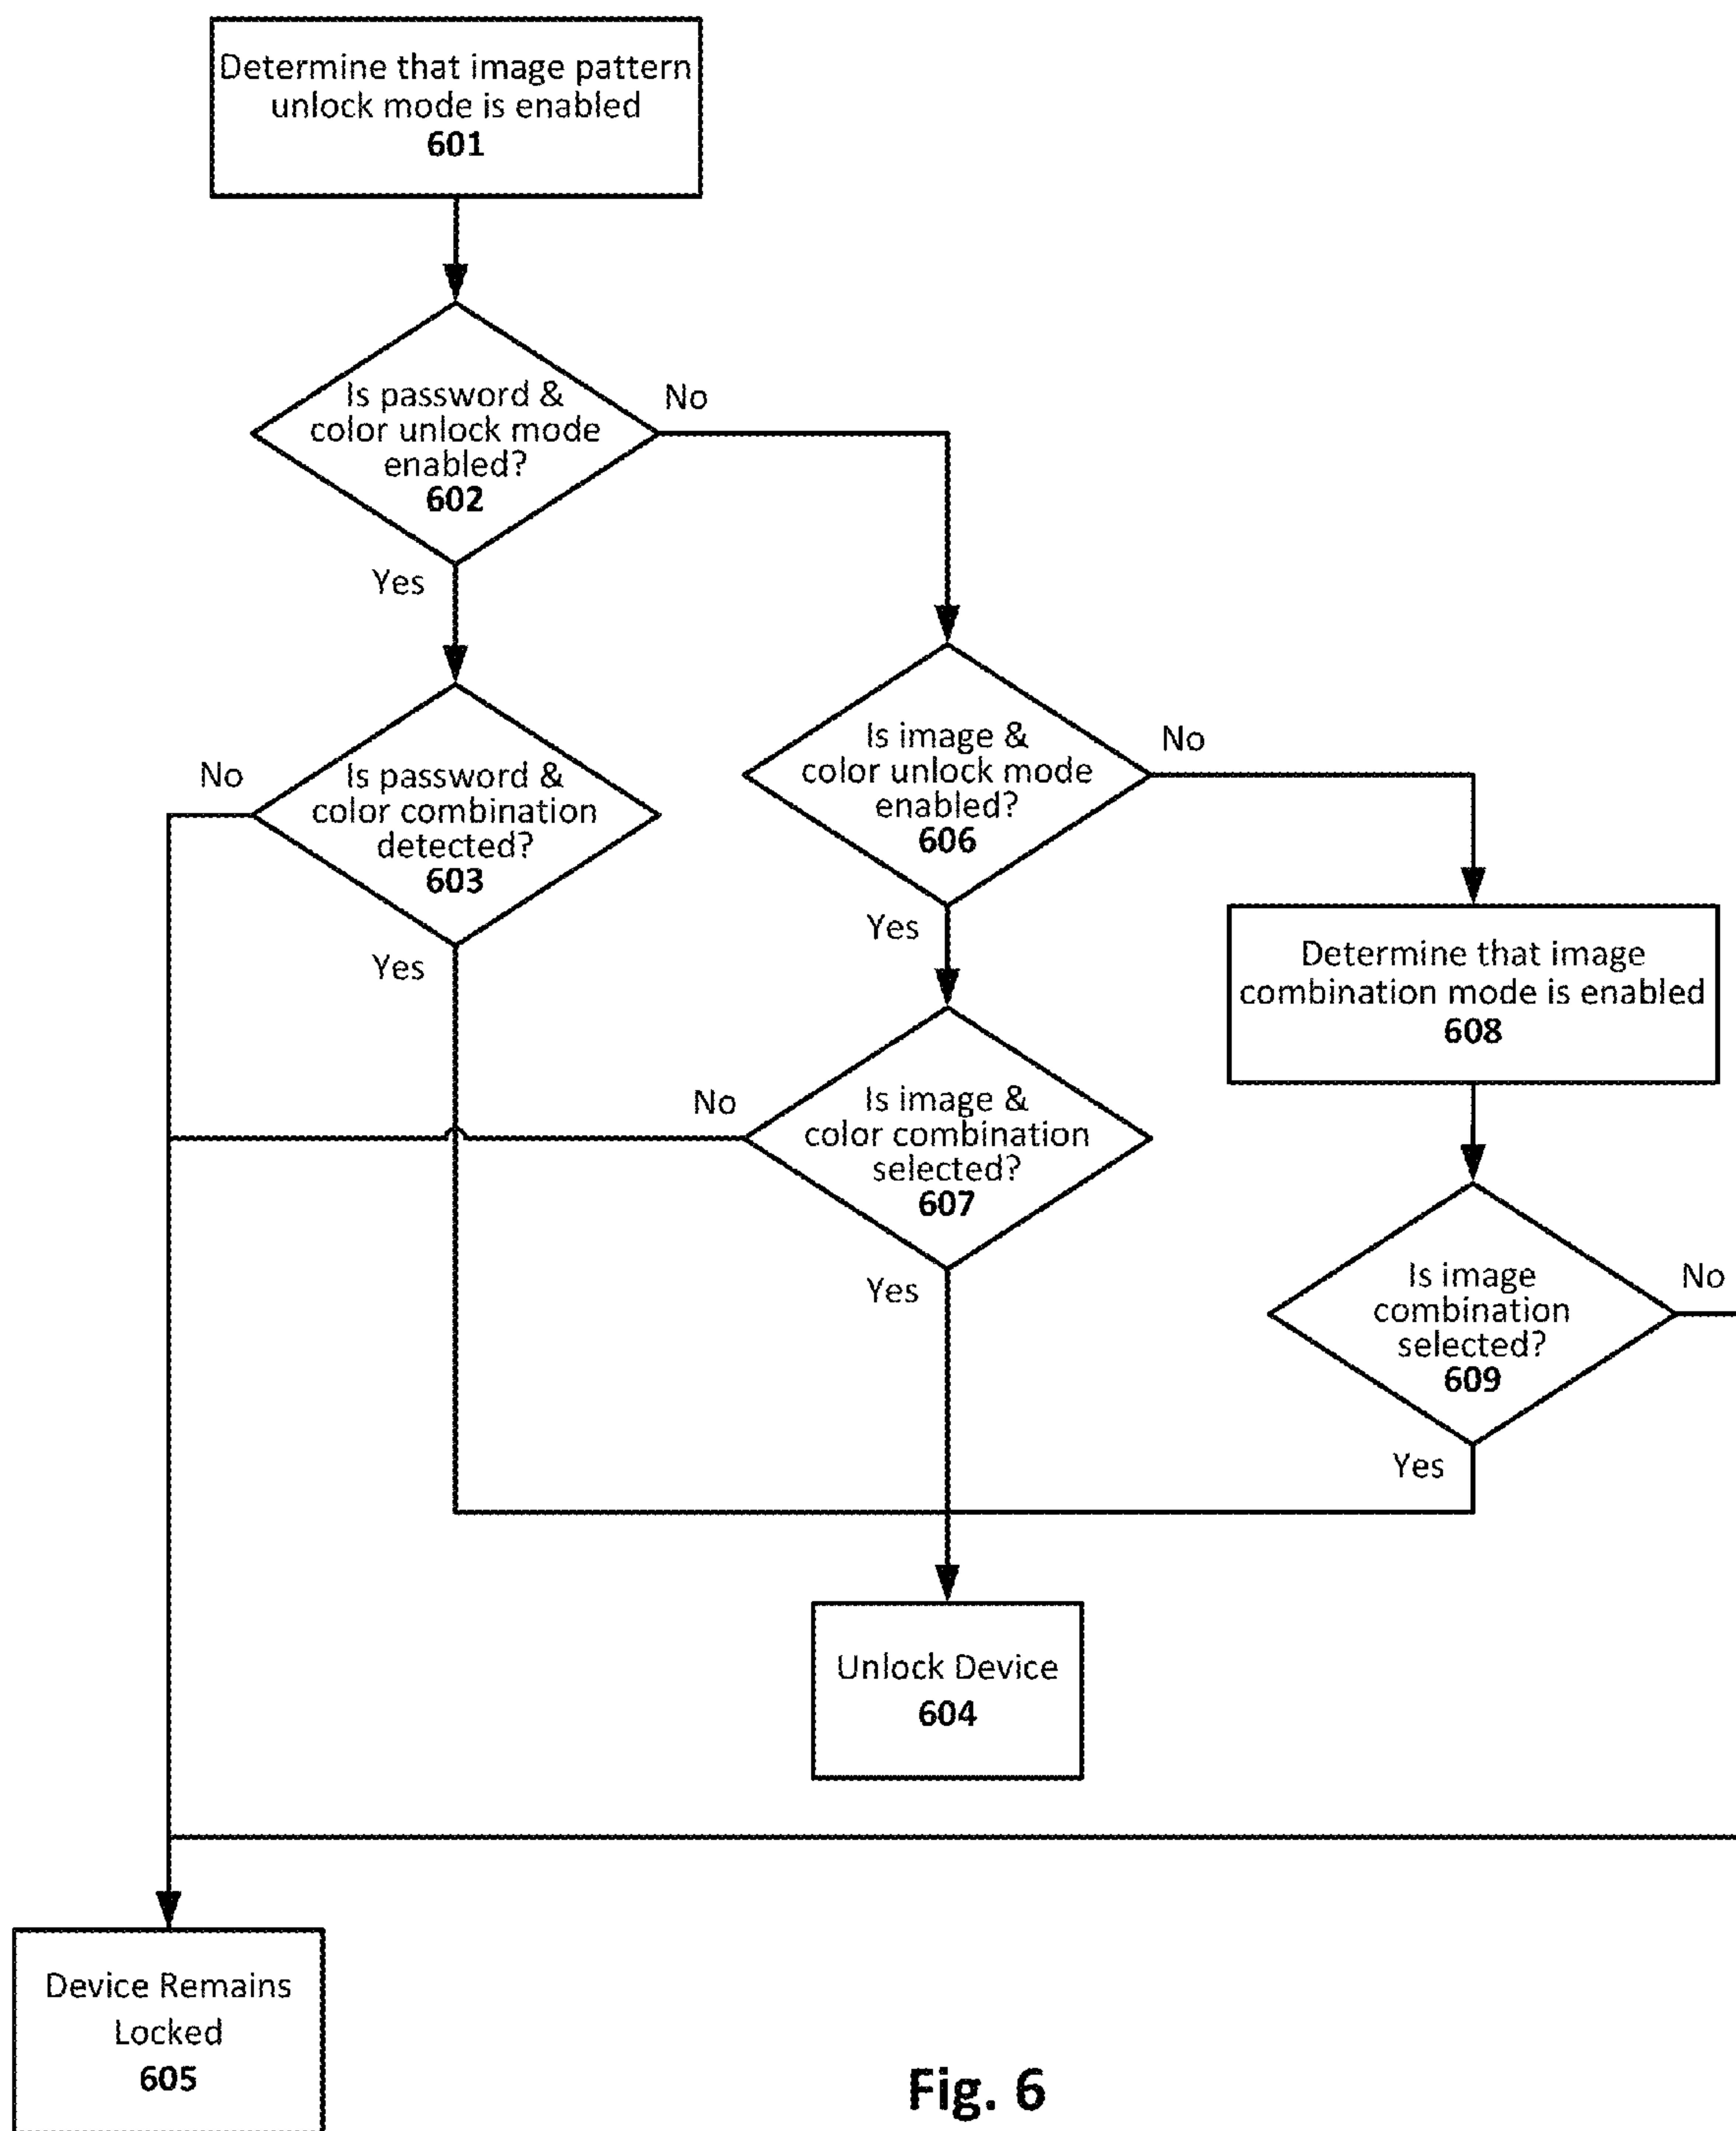 Determine that image pattern
unlock mode is enabled
601
Is password &
color unlock mode
enabled?
602
No
Yes
Is password &
color combination
detected?
603
No
Yes
Is image &
color unlock mode
enabled?
606
No
Yes
Determine that image
combination mode is enabled
608
Is image &
color combination
selected?
607
No
Yes
Is image
combination
selected?
609
No
Yes
Unlock Device
604
Device Remains
Locked
605
Fig. 6